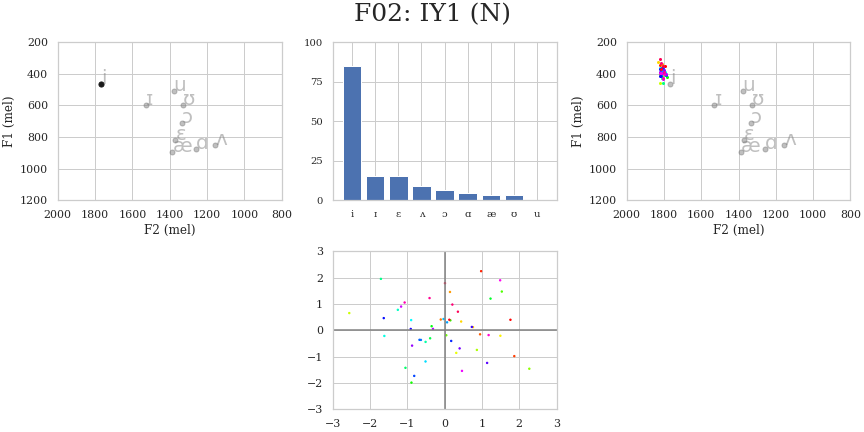 F02: IY1 (N)
200
400
600
800
1000
1200
2000
1800
1600
1400
1200
1000
800
F1 (mel)
F2 (mel)
i
u
ɪ
ʊ
ɔ
ɛ
æ
ɑ
ʌ
100
75
50
25
0
i ɪ ɛ ʌ ɔ ɑ æ ʊ u
200
400
600
800
1000
1200
2000
1800
1600
1400
1200
1000
800
F1 (mel)
F2 (mel)
i
u
ɪ
ʊ
ɔ
ɛ
æ
ɑ
ʌ
3
2
1
0
−1
−2
−3
−3 −2 −1 0 1 2 3